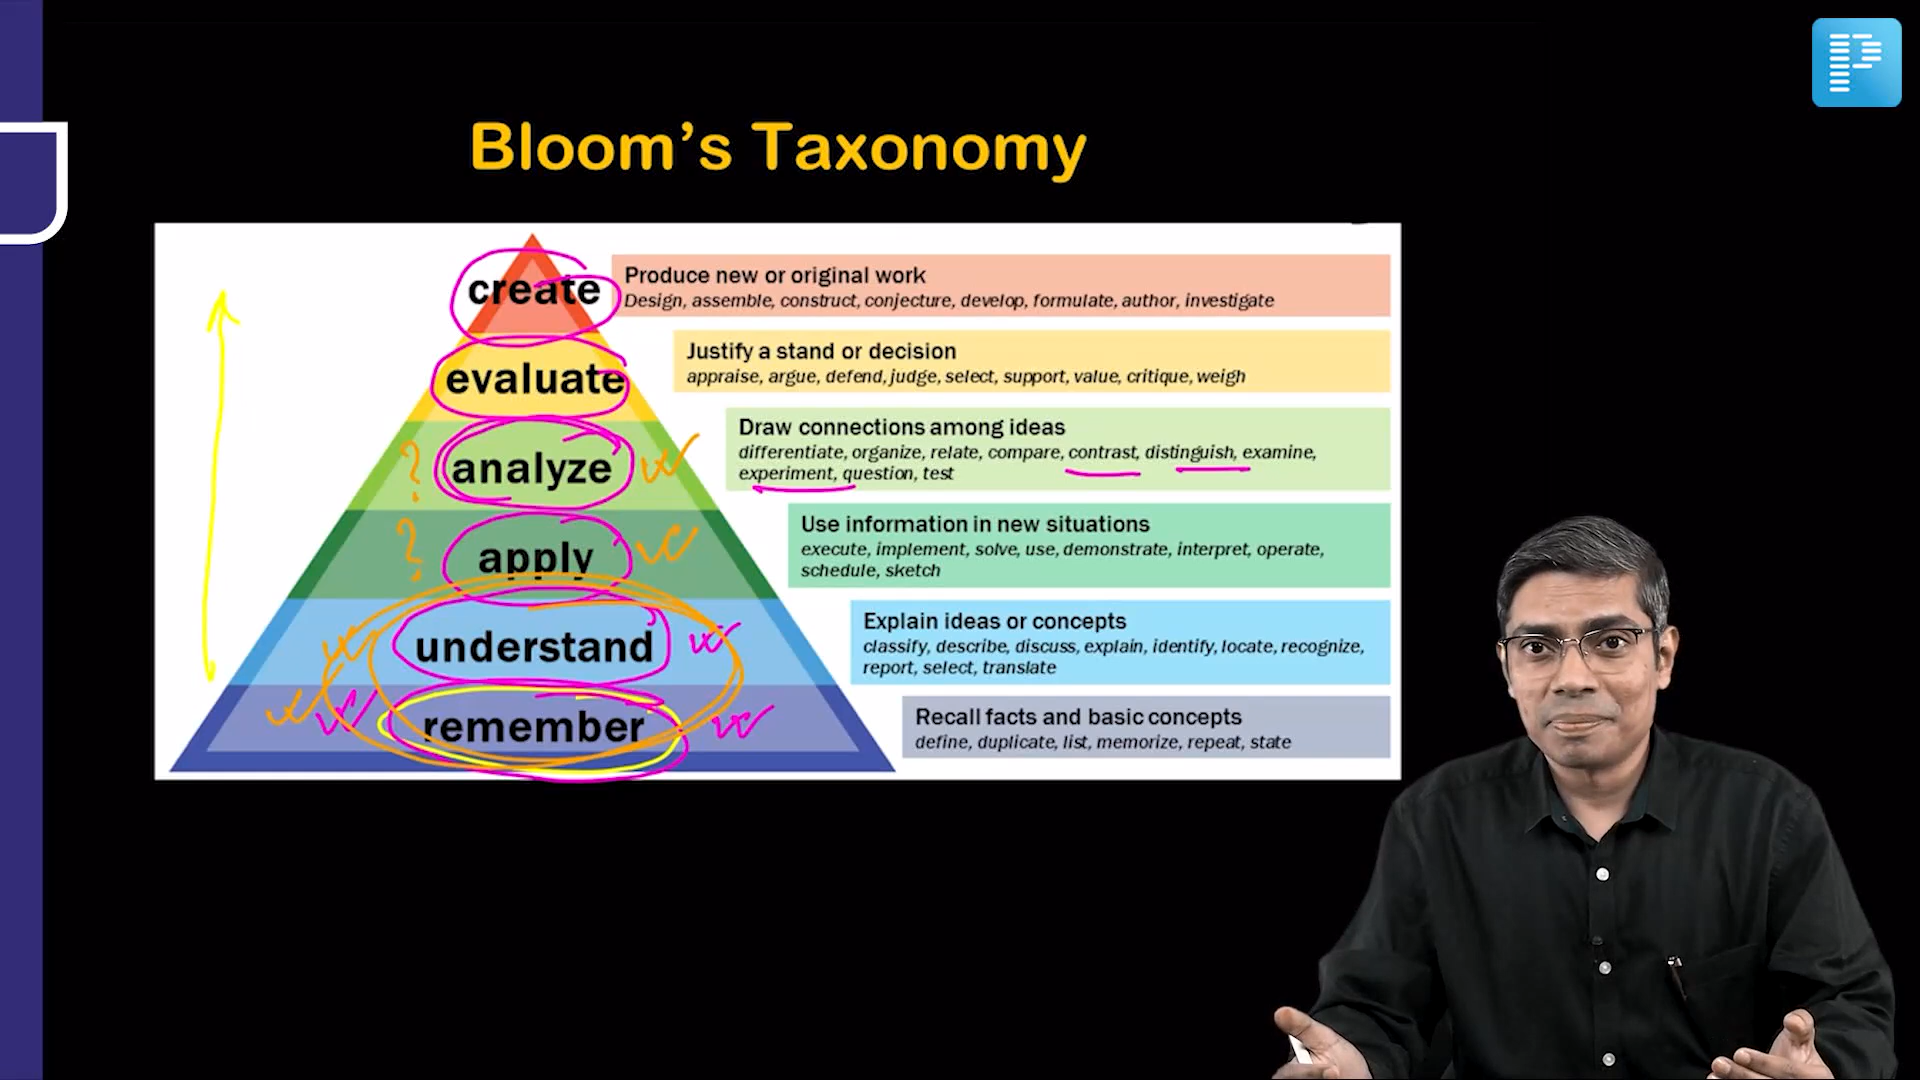 Bloom’s Taxonomy
create
Produce new or original work
Design, assemble, construct, conjecture, develop, formulate, author, investigate
evaluate
Justify a stand or decision
appraise, argue, defend, judge, select, support, value, critique, weigh
? analyze
Draw connections among ideas
differentiate, organize, relate, compare, contrast, distinguish, examine,
experiment, question, test
? apply
Use information in new situations
execute, implement, solve, use, demonstrate, interpret, operate,
schedule, sketch
understand
Explain ideas or concepts
classify, describe, discuss, explain, identify, locate, recognize,
report, select, translate
remember
Recall facts and basic concepts
define, duplicate, list, memorize, repeat, state
P